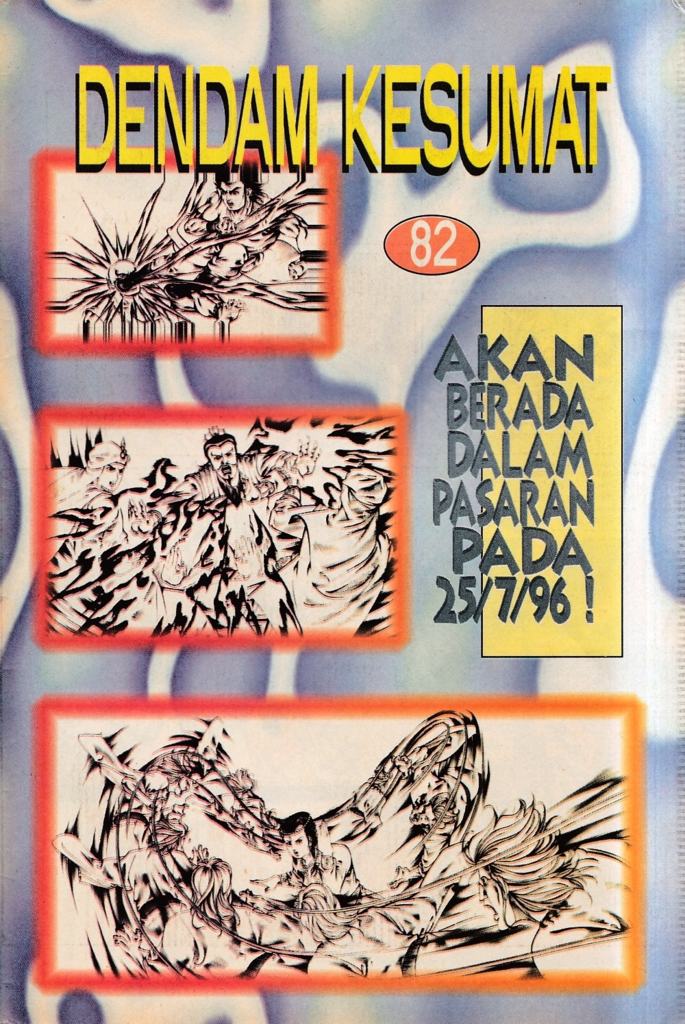 DENDAM KESUMAT
82
AKAN
BERADA
DALAM
PASARAN
PADA
25/7/96 !